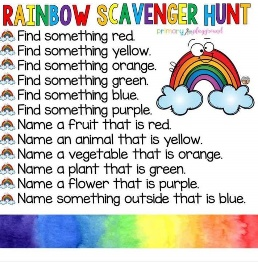 RAINBOW SCAVENGER HUNT
primary playground
Find something red.
Find something yellow.
Find something orange.
Find something green.
Find something blue.
Find something purple.
Name a fruit that is red.
Name an animal that is yellow.
Name a vegetable that is orange.
Name a plant that is green.
Name a flower that is purple.
Name something outside that is blue.